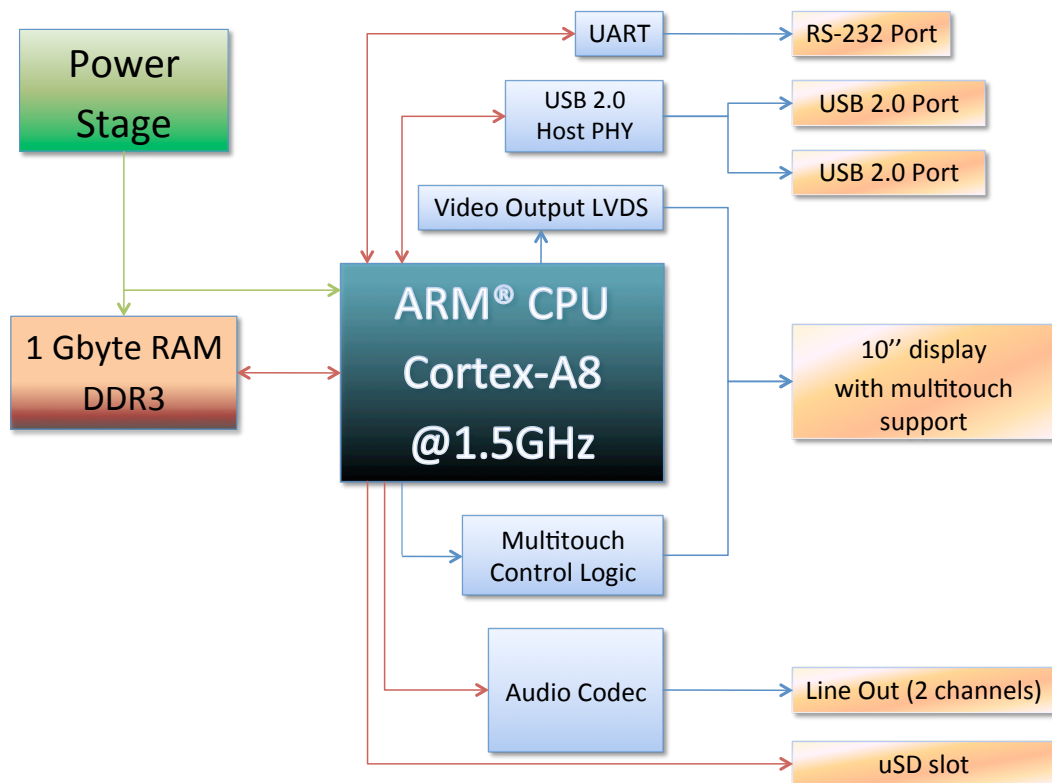 Power
Stage
UART
RS-232 Port
USB 2.0
Host PHY
USB 2.0 Port
USB 2.0 Port
Video Output LVDS
ARM® CPU
Cortex-A8
@1.5GHz
1 Gbyte RAM
DDR3
10’’ display
with multitouch
support
Multitouch
Control Logic
Audio Codec
Line Out (2 channels)
uSD slot